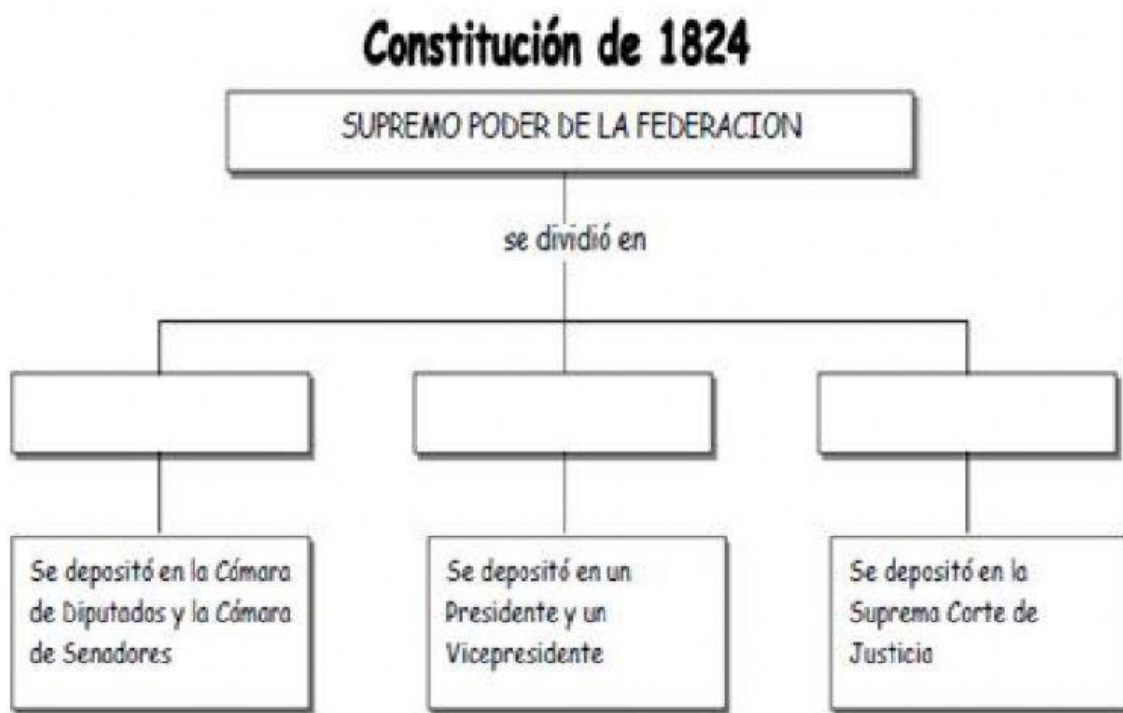 Constitución de 1824
SUPREMO PODER DE LA FEDERACION
se dividió en
Se depositó en la Cámara
de Diputados y la Cámara
de Senadores
Se depositó en un
Presidente y un
Vicepresidente
Se depositó en la
Suprema Corte de
Justicia